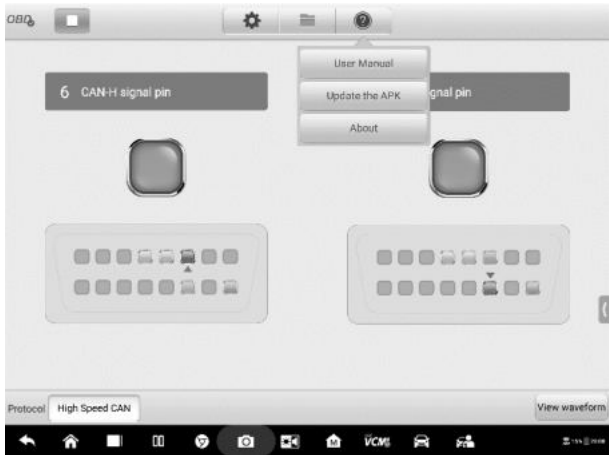 OBD
User Manual
6 CAN-H signal pin
Update the APK
gnal pin
About
Protocol High Speed CAN
View waveform
VCMI